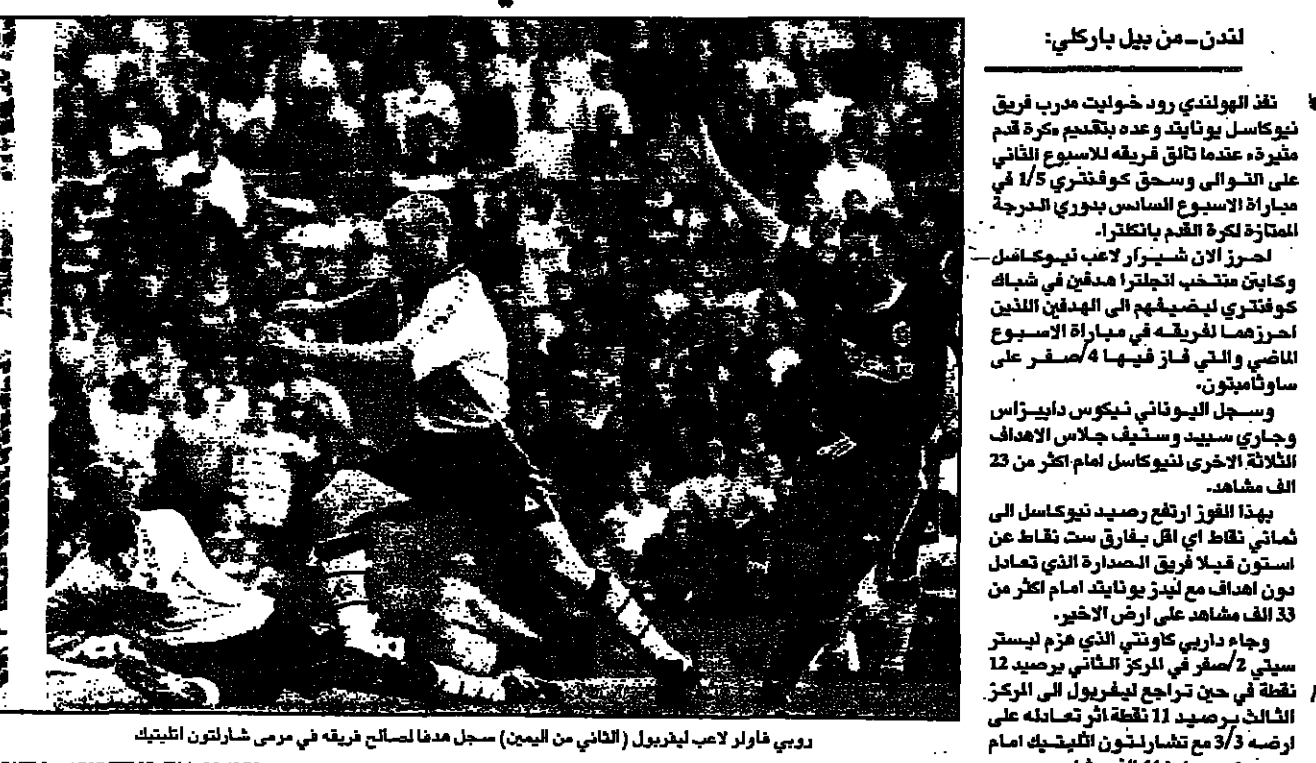 لندن ـ من بيل باركلي:
نفذ الهولندي رود خوليت مدرب فريق
نيوكاسل يونايتد وعده بتقديم «كرة قدم
مثيرة» عندما تألق فريقه للاسبوع الثاني
على التوالى وسحق كوفنتري 1/5 في
مباراة الاسبوع السادس بدوري الدرجة
الممتازة لكرة القدم بانكلترا.
احرز الان شيرار لاعب نيوكاسل
وكابتن منتخب انجلترا هدفين في شباك
كوفنتري ليضيفهم الى الهدفين اللذين
احرزهما لفريقه في مباراة الاسبوع
الماضي والتي فاز فيها 4/صفر على
ساوثامبتون.
وسجل اليوناني نيكوس دابيزاس
وجاري سبيد وستيف جلاس الاهداف
الثلاثة الاخرى لنيوكاسل امام اكثر من 23
الف مشاهد.
بهذا الفوز ارتفع رصيد نيوكاسل الى
ثماني نقاط اي اقل بفارق ست نقاط عن
استون فيلا فريق الصدارة الذي تعادل
دون اهداف مع ليدز يونايتد امام اكثر من
33 الف مشاهد على ارض الاخير.
وجاء داربي كاونتي الذي هزم ليستر
سيتي 2/صفر في المركز الثاني برصيد 12
نقطة في حين تراجع ليفربول الى المركز
الثالث برصيد 11 نقطة اثر تعادله على
ارضه 3/3 مع تشارلتون اتليتيك امام
روبي فاولر لاعب ليفربول (الثاني من اليمين) سجل هدفا لصالح فريقه في مرمى شارلتون اتليتيك